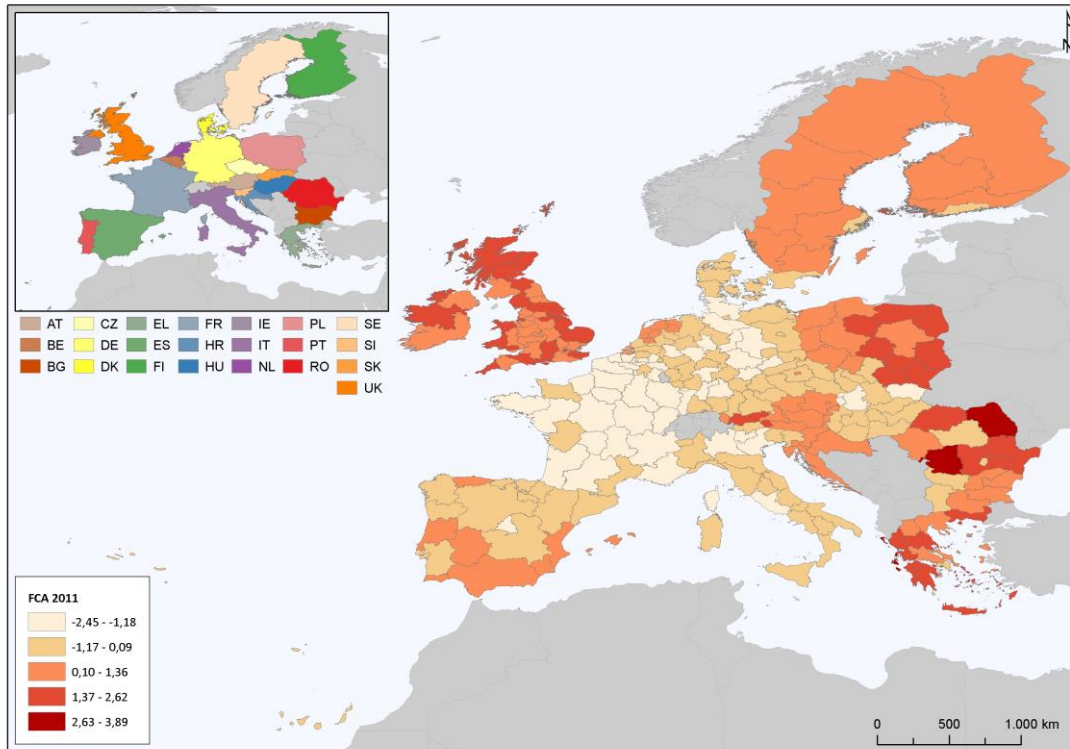 N
AT CZ EL FR IE PL SE
BE DE ES HR IT PT SI
BG DK FI HU NL RO SK
UK
FCA 2011
-2,45 - -1,18
-1,17 - 0,09
0,10 - 1,36
1,37 - 2,62
2,63 - 3,89
0 500 1.000 km